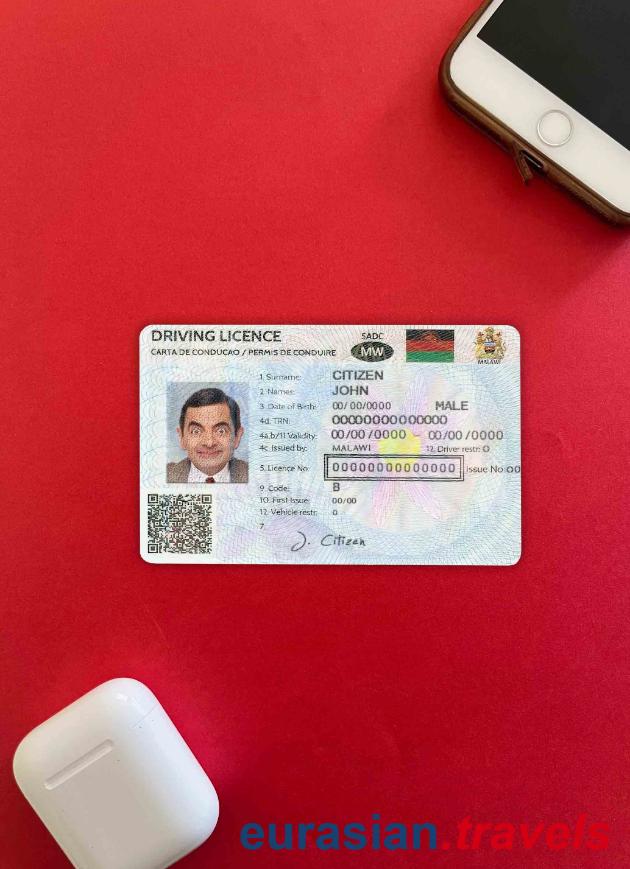 DRIVING LICENCE
CARTA DE CONDUCAO / PERMIS DE CONDUIRE
SADC
MW
MALAWI
1. Surname: CITIZEN
2. Names: JOHN
3. Date of Birth: 00/00/0000 MALE
4d. TRN: 00000000000000
4a.b/11 Validity: 00/00/0000 - 00/00/0000
4c Issued by: MALAWI 12. Driver restr: 0
5. Licence No: 00000000000000 Issue No:00
9. Code: B
10. First Issue: 00/00
12. Vehicle restr: 0
7.
J. Citizen
eurasian.travels